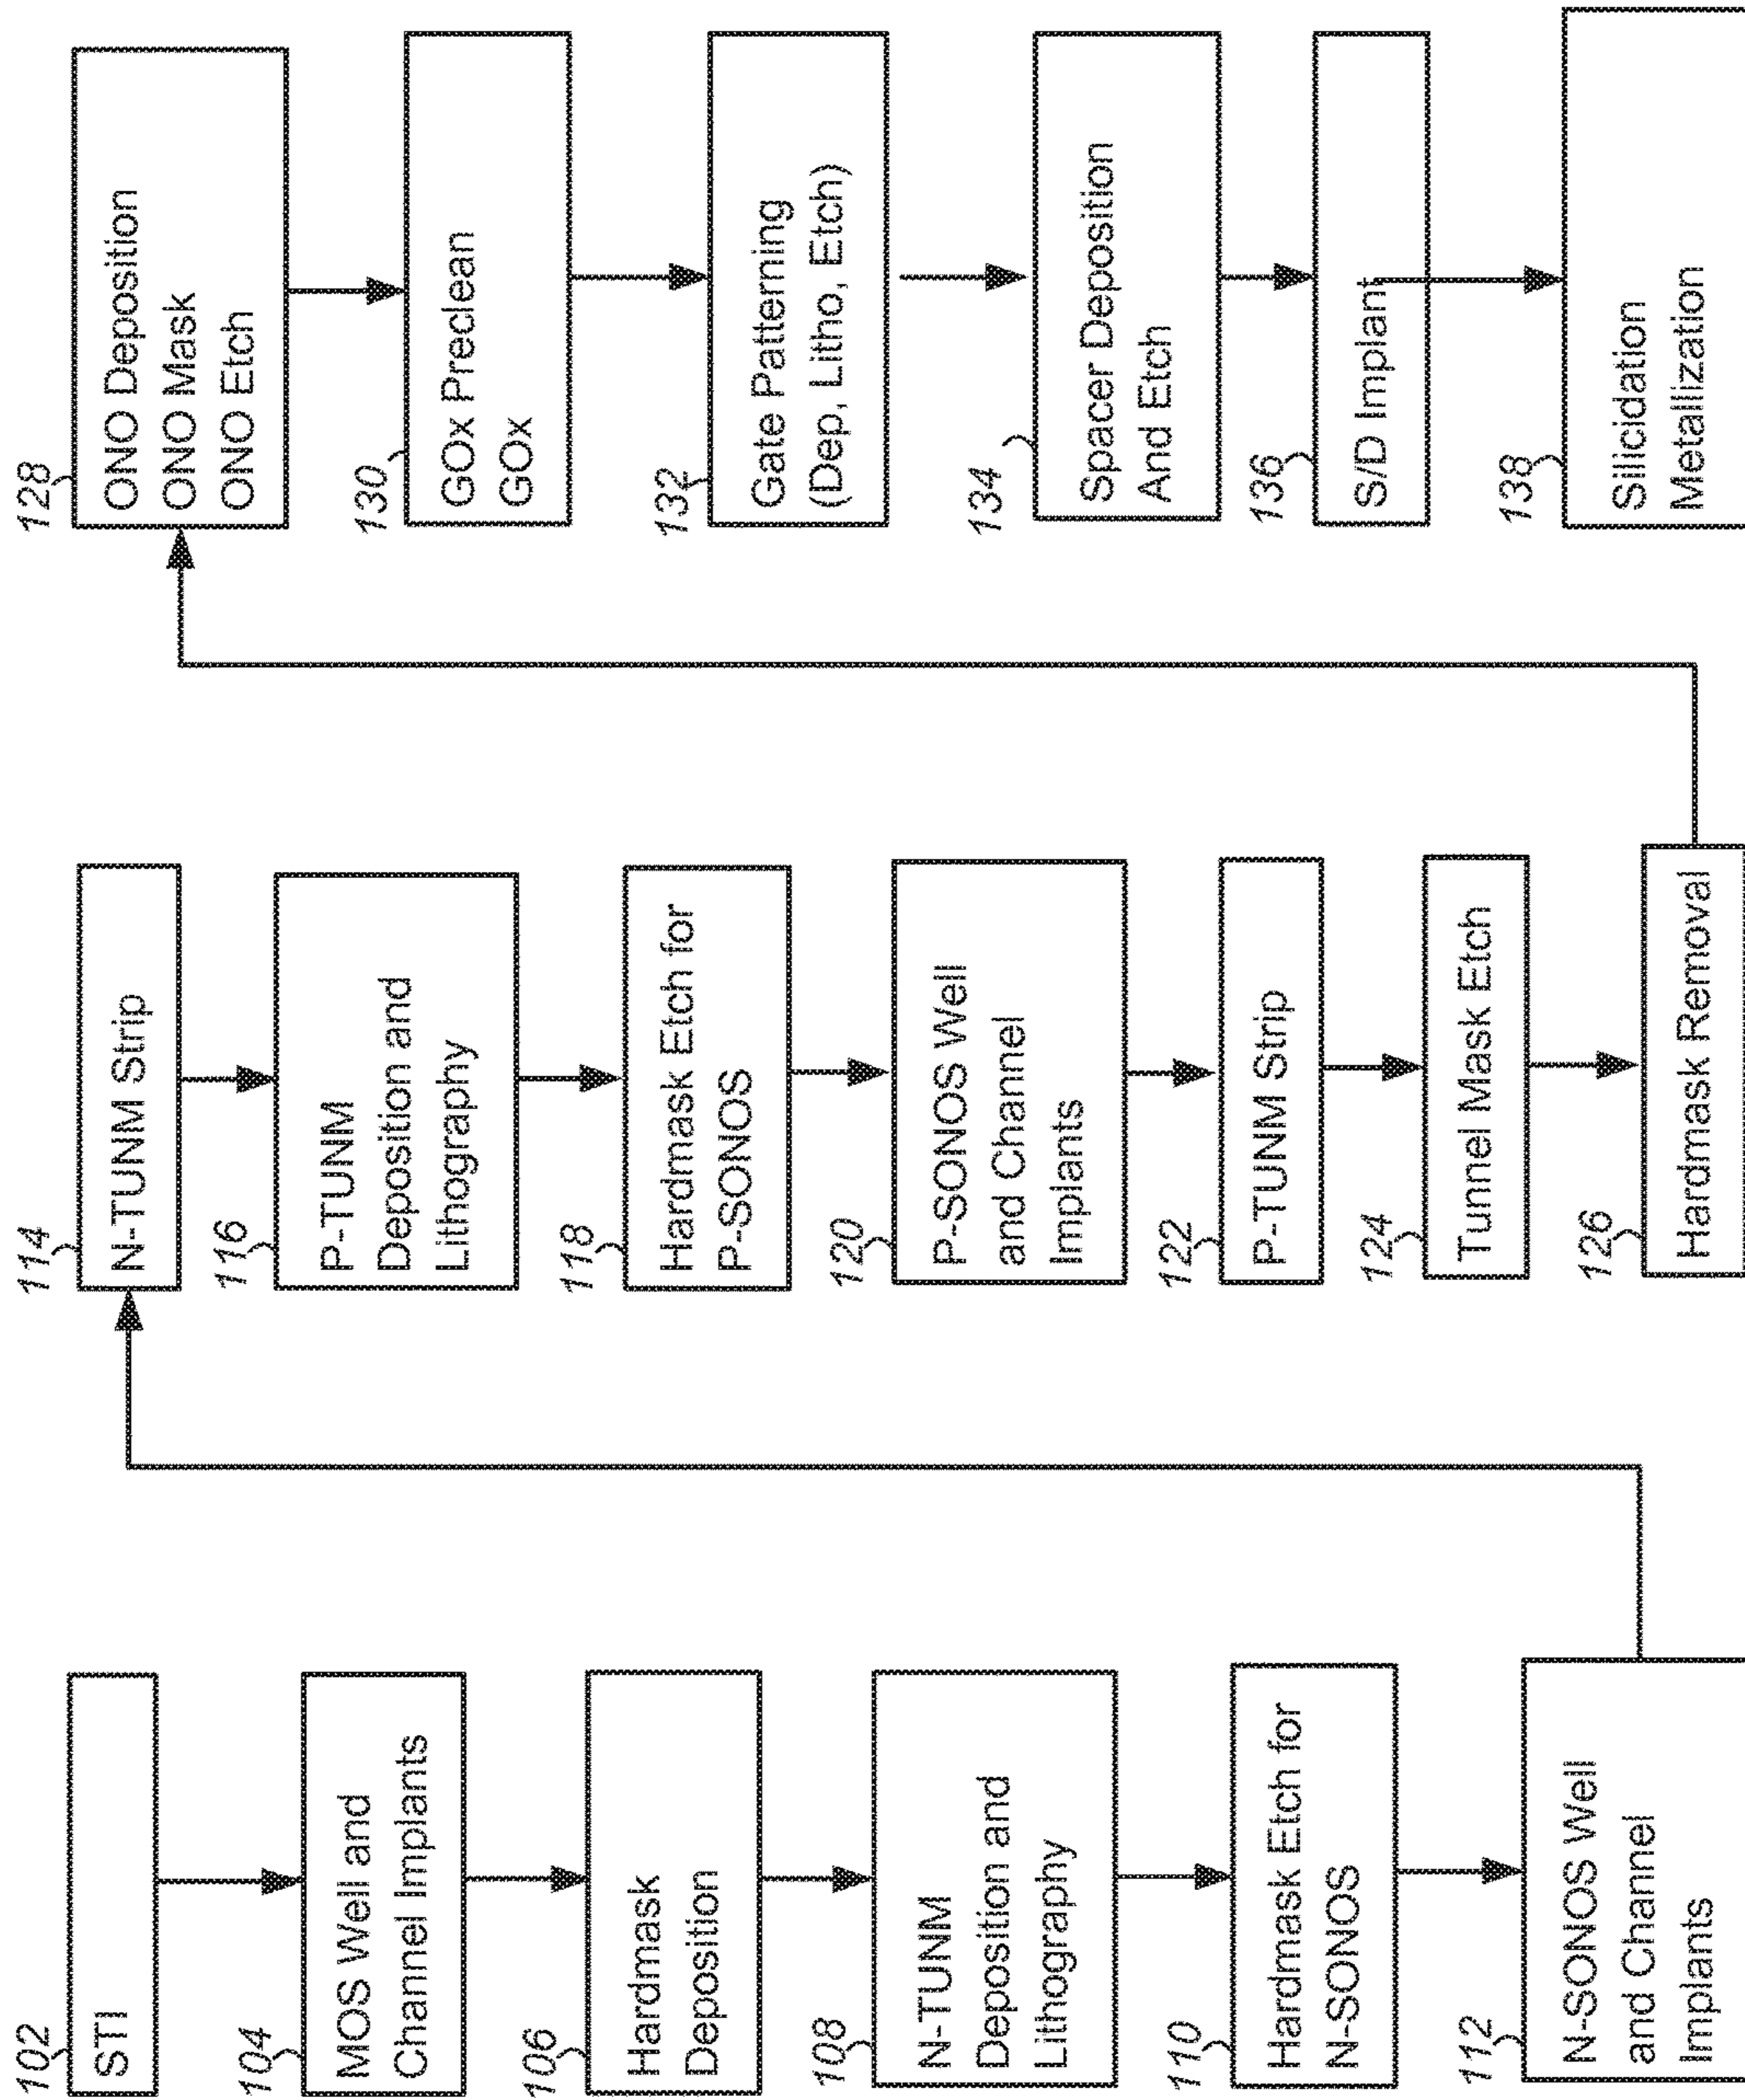 102
STI
104
MOS Well and
Channel Implants
106
Hardmask
Deposition
108
N-TUNM
Deposition and
Lithography
110
Hardmask Etch for
N-SONOS
112
N-SONOS Well
and Channel
Implants
114
N-TUNM Strip
116
P-TUNM
Deposition and
Lithography
118
Hardmask Etch for
P-SONOS
120
P-SONOS Well
and Channel
Implants
122
P-TUNM Strip
124
Tunnel Mask Etch
126
Hardmask Removal
128
ONO Deposition
ONO Mask
ONO Etch
130
GOx Preclean
GOx
132
Gate Patterning
(Dep, Litho, Etch)
134
Spacer Deposition
And Etch
136
S/D Implant
138
Silicidation
Metallization